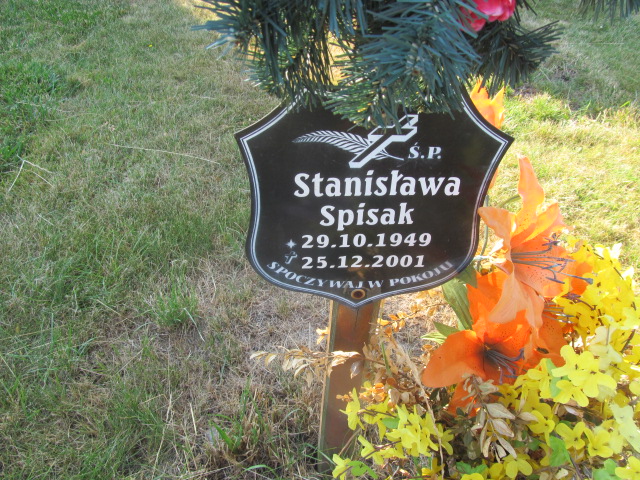 Ś.P.
Stanisława
Spisak
29.10.1949
25.12.2001
SPOCZYWAJ W POKOJU